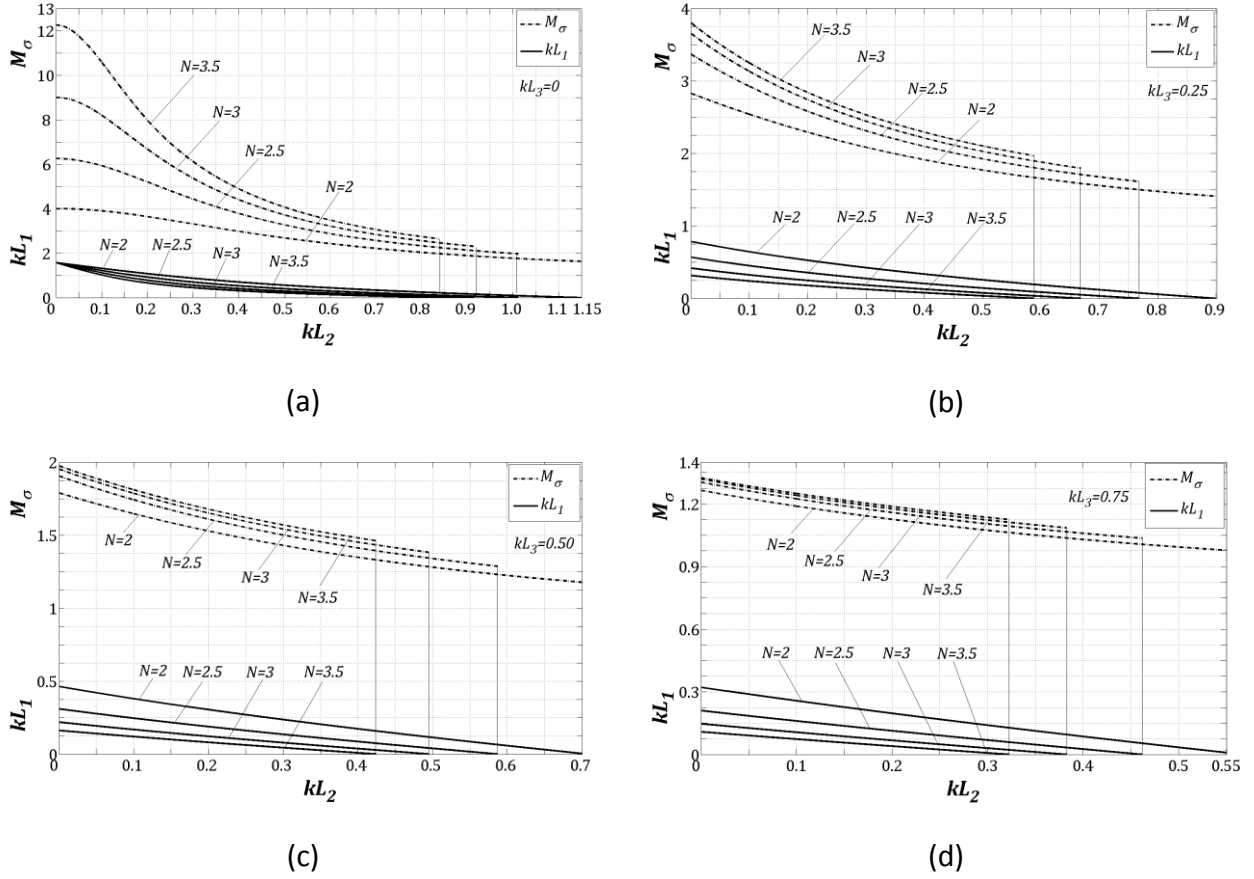 13
12
10
8
6
4
2
0
M_σ
kL_1
N=3.5
N=3
N=2.5
N=2
N=2
N=2.5
N=3
N=3.5
M_σ
kL_1
kL_3=0
0 0.1 0.2 0.3 0.4 0.5 0.6 0.7 0.8 0.9 1.0 1.1 1.15
kL_2
(a)
4
3
2
1
0
M_σ
kL_1
N=3.5
N=3
N=2.5
N=2
N=2 N=2.5 N=3 N=3.5
M_σ
kL_1
kL_3=0.25
0 0.1 0.2 0.3 0.4 0.5 0.6 0.7 0.8 0.9
kL_2
(b)
2
1.5
1
0.5
0
M_σ
kL_1
N=2
N=2.5
N=3
N=3.5
N=2 N=2.5 N=3 N=3.5
M_σ
kL_1
kL_3=0.50
0 0.1 0.2 0.3 0.4 0.5 0.6 0.7
kL_2
(c)
1.4
1.2
0.9
0.6
0.3
0
M_σ
kL_1
N=2
N=2.5
N=3
N=3.5
N=2 N=2.5 N=3 N=3.5
kL_3=0.75
M_σ
kL_1
0 0.1 0.2 0.3 0.4 0.5 0.55
kL_2
(d)